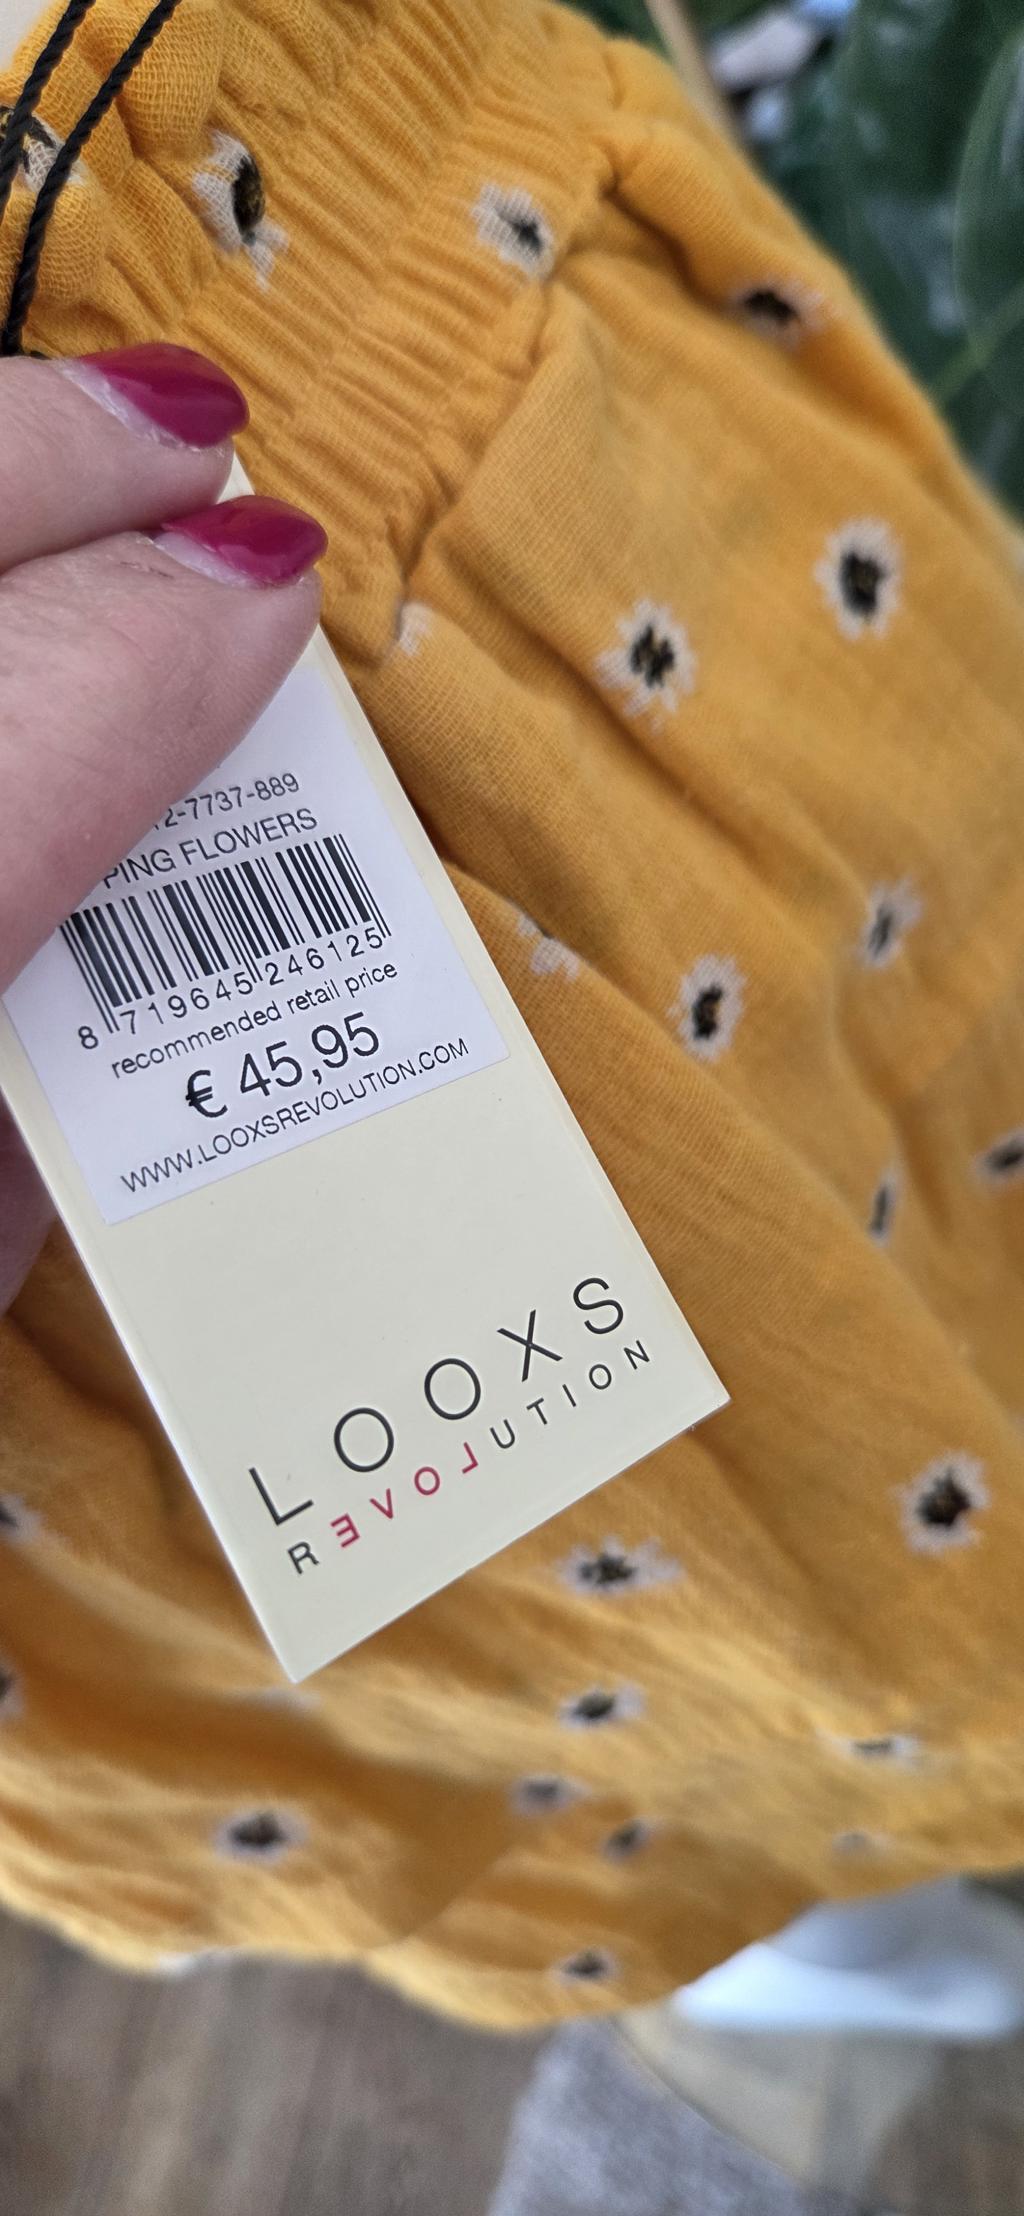 2-7737-889
PING FLOWERS
8 719645 246125
recommended retail price
€ 45,95
WWW.LOOXSREVOLUTION.COM
LOOXS
REVOLUTION